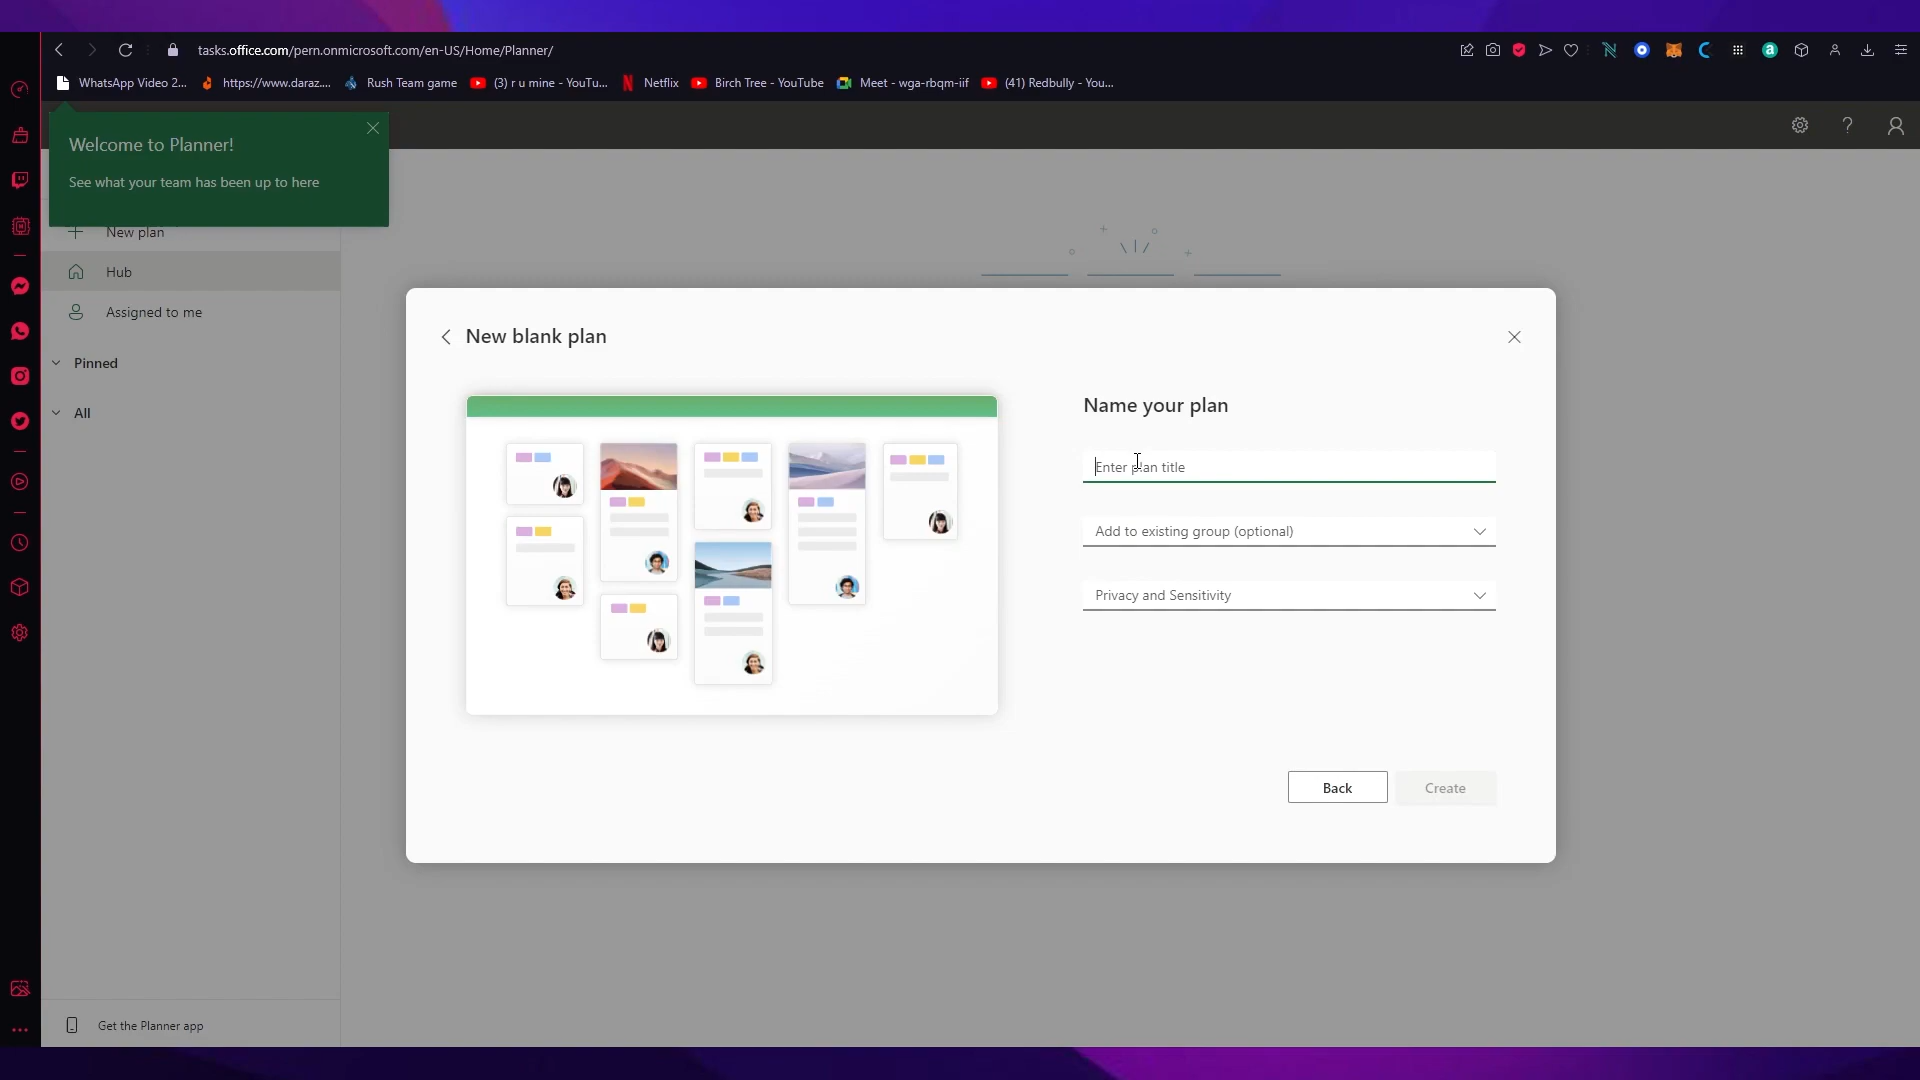 tasks.office.com/pern.onmicrosoft.com/en-US/Home/Planner/
WhatsApp Video 2...
https://www.daraz....
Rush Team game
(3) r u mine - YouTu...
Netflix
Birch Tree - YouTube
Meet - wga-rbqm-iif
(41) Redbully - You...
Welcome to Planner!
See what your team has been up to here
New plan
Hub
Assigned to me
Pinned
All
New blank plan
Name your plan
Enter plan title
Add to existing group (optional)
Privacy and Sensitivity
Back
Create
Get the Planner app